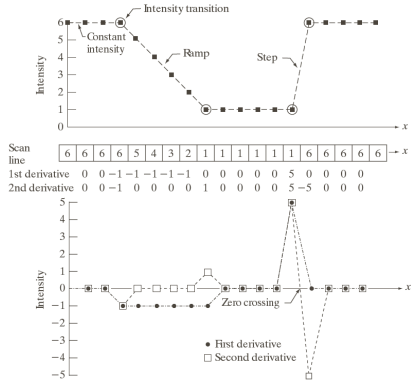 Intensity transition
6
Constant
intensity
5
Ramp
Step
4
3
2
1
0
x
Intensity
Scan
line
6 6 6 6 5 4 3 2 1 1 1 1 1 1 6 6 6 6 6 x
1st derivative 0 0 −1 −1 −1 −1 −1 0 0 0 0 0 5 0 0 0 0
2nd derivative 0 0 −1 0 0 0 0 1 0 0 0 0 5 −5 0 0 0
5
4
3
2
1
0
x
−1
Zero crossing
−2
−3
First derivative
−4
Second derivative
−5
Intensity